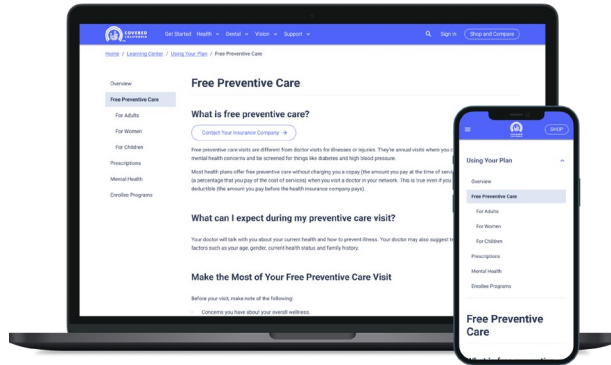 COVERED
CALIFORNIA
Get Started Health Dental Vision Support
Sign In
Shop and Compare
Home / Learning Center / Using Your Plan / Free Preventive Care
Overview
Free Preventive Care
For Adults
For Women
For Children
Prescriptions
Mental Health
Enrollee Programs
Free Preventive Care
What is free preventive care?
Contact Your Insurance Company →
Free preventive care visits are different from doctor visits for illnesses or injuries. They're annual visits where you c
mental health concerns and be screened for things like diabetes and high blood pressure.
Most health plans offer free preventive care without charging you a copay (the amount you pay at the time of servi
(a percentage that you pay of the cost of services) when you visit a doctor in your network. This is true even if you
deductible (the amount you pay before the health insurance company pays).
What can I expect during my preventive care visit?
Your doctor will talk with you about your current health and how to prevent illness. Your doctor may also suggest te
factors such as your age, gender, current health status and family history.
Make the Most of Your Free Preventive Care Visit
Before your visit, make note of the following:
Concerns you have about your overall wellness.
SHOP
Using Your Plan
Overview
Free Preventive Care
For Adults
For Women
For Children
Prescriptions
Mental Health
Enrollee Programs
Free Preventive
Care